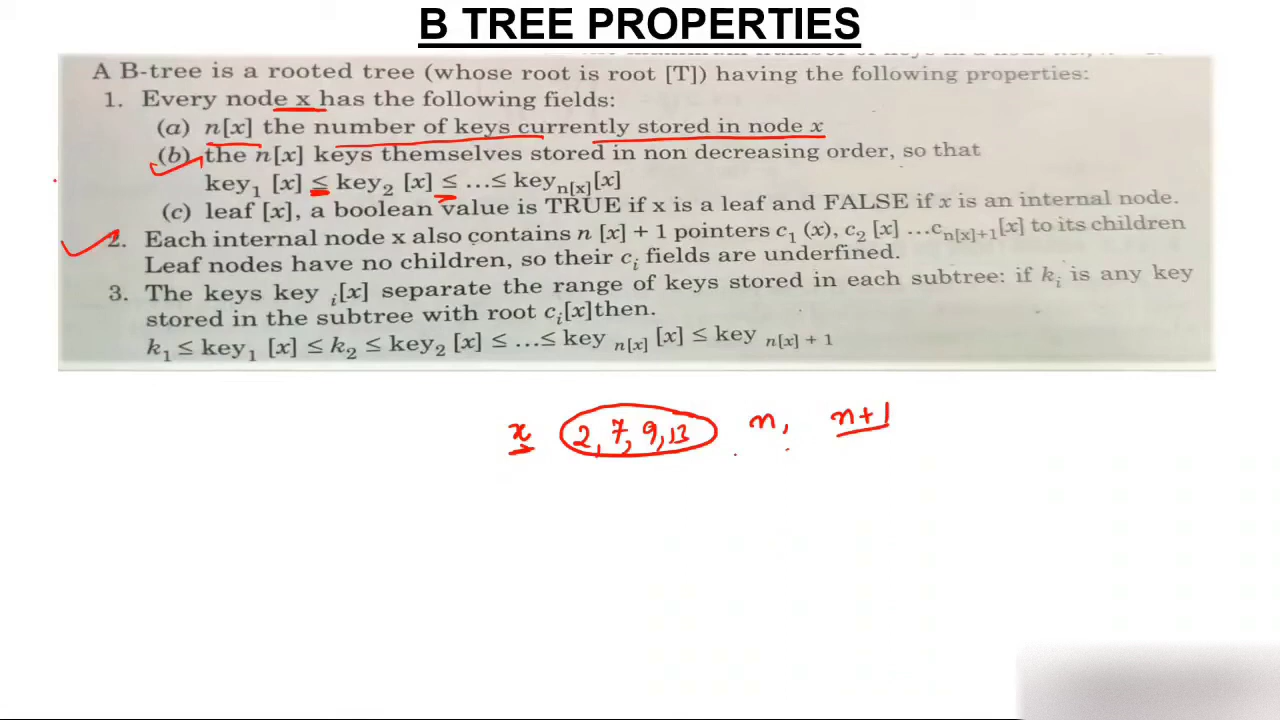 B TREE PROPERTIES
A B-tree is a rooted tree (whose root is root [T]) having the following properties:
1. Every node x has the following fields:
(a) n[x] the number of keys currently stored in node x
(b) the n[x] keys themselves stored in non decreasing order, so that
key₁ [x] ≤ key₂ [x] ≤ ...≤ keyₙ[ₓ][x]
(c) leaf [x], a boolean value is TRUE if x is a leaf and FALSE if x is an internal node.
2. Each internal node x also contains n [x] + 1 pointers c₁ (x), c₂ [x] ...cₙ[ₓ]₊₁[x] to its children
Leaf nodes have no children, so their cᵢ fields are underfined.
3. The keys key ᵢ[x] separate the range of keys stored in each subtree: if kᵢ is any key
stored in the subtree with root cᵢ[x]then.
k₁ ≤ key₁ [x] ≤ k₂ ≤ key₂ [x] ≤ ...≤ key ₙ[ₓ] [x] ≤ key ₙ[ₓ] ₊ ₁
x 2, 7, 9, 13 n, n+1